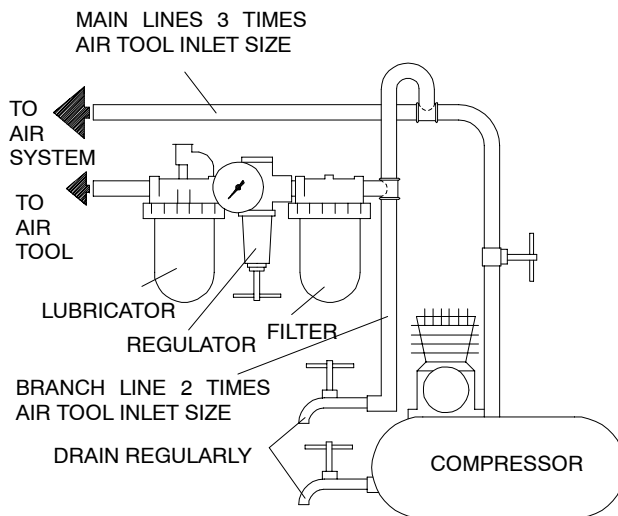 MAIN LINES 3 TIMES
AIR TOOL INLET SIZE
TO
AIR
SYSTEM
TO
AIR
TOOL
LUBRICATOR
REGULATOR
FILTER
BRANCH LINE 2 TIMES
AIR TOOL INLET SIZE
DRAIN REGULARLY
COMPRESSOR